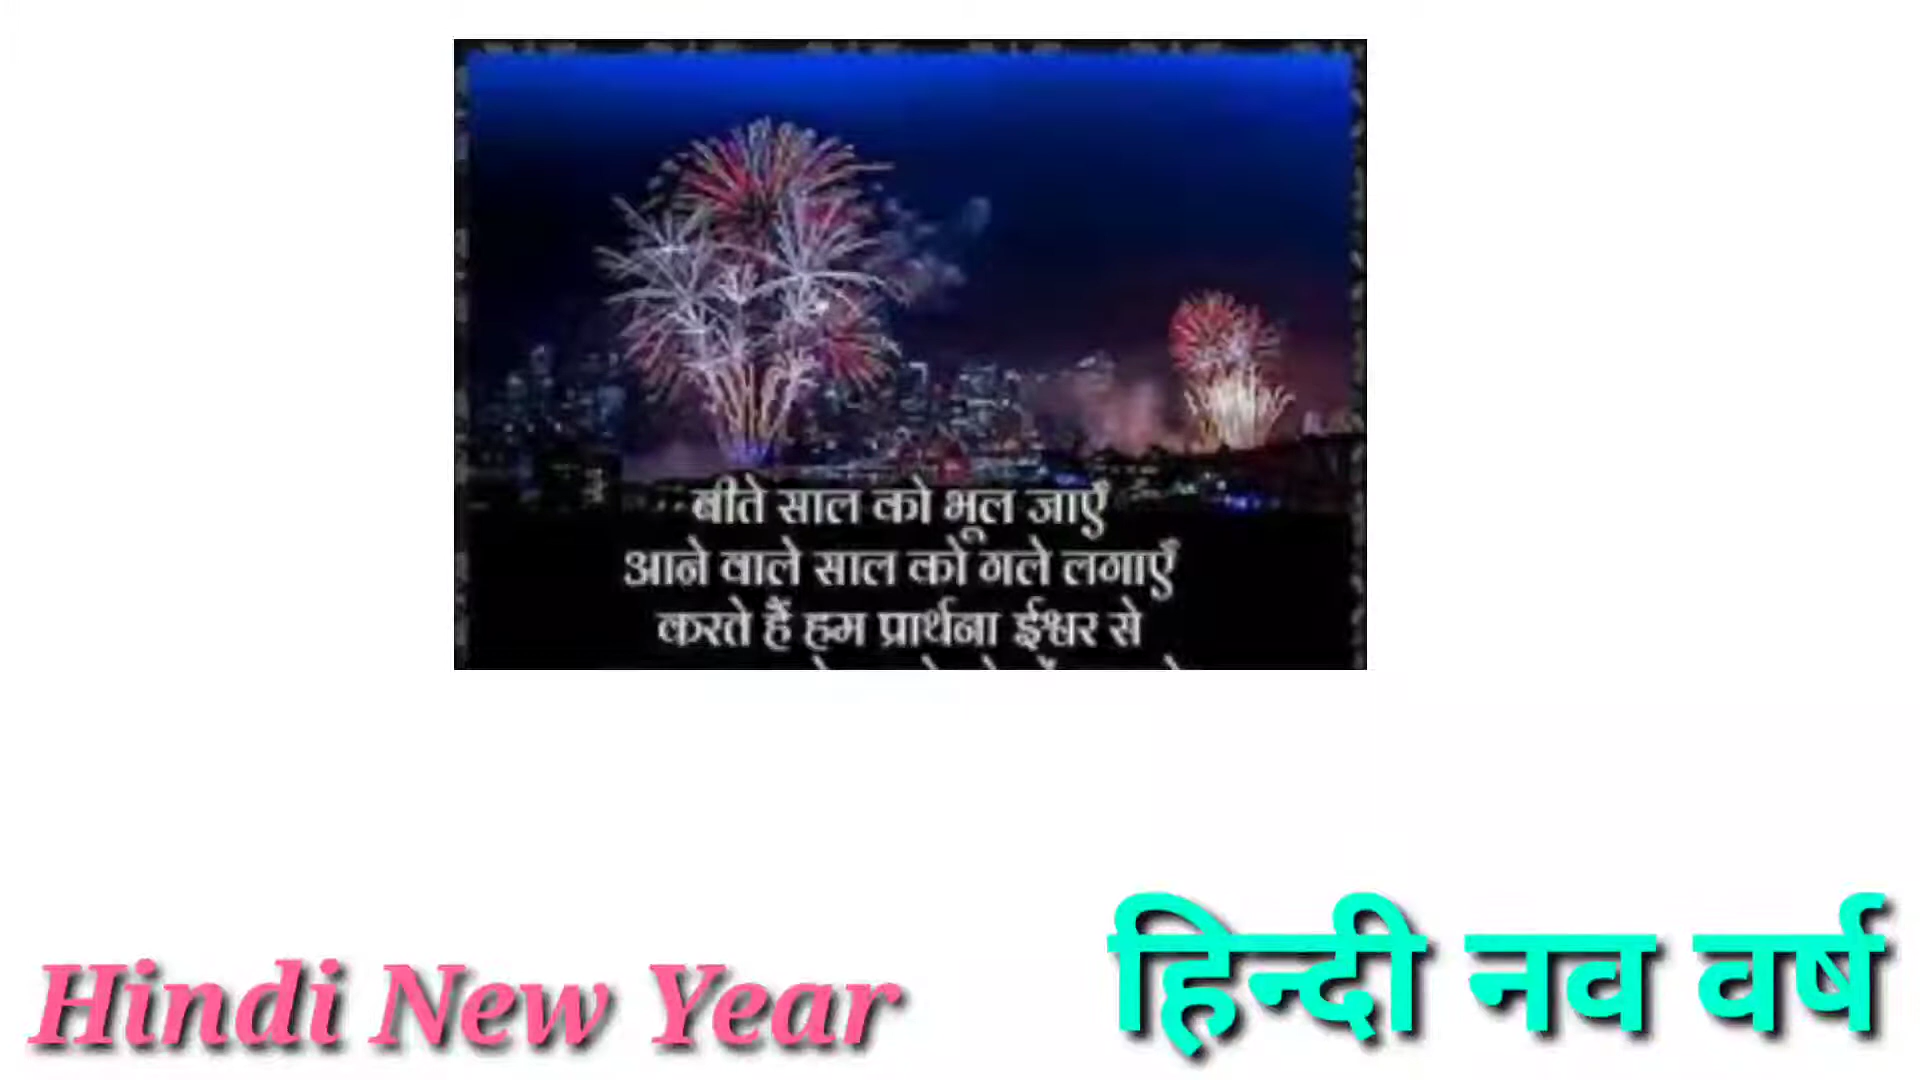 बीते साल को भूल जाएँ
आने वाले साल को गले लगाएँ
करते हैं हम प्रार्थना ईश्वर से
Hindi New Year
हिन्दी नव वर्ष